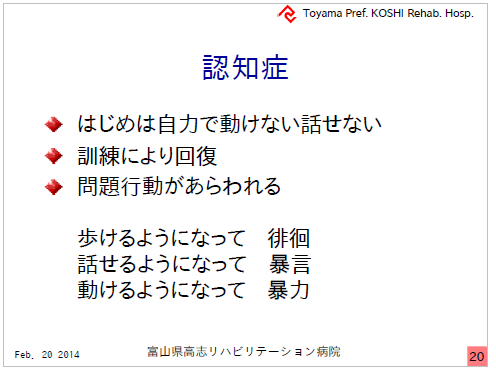 Toyama Pref. KOSHI Rehab. Hosp.
認知症
はじめは自力で動けない話せない
訓練により回復
問題行動があらわれる
歩けるようになって　徘徊
話せるようになって　暴言
動けるようになって　暴力
Feb. 20 2014
富山県高志リハビリテーション病院
20